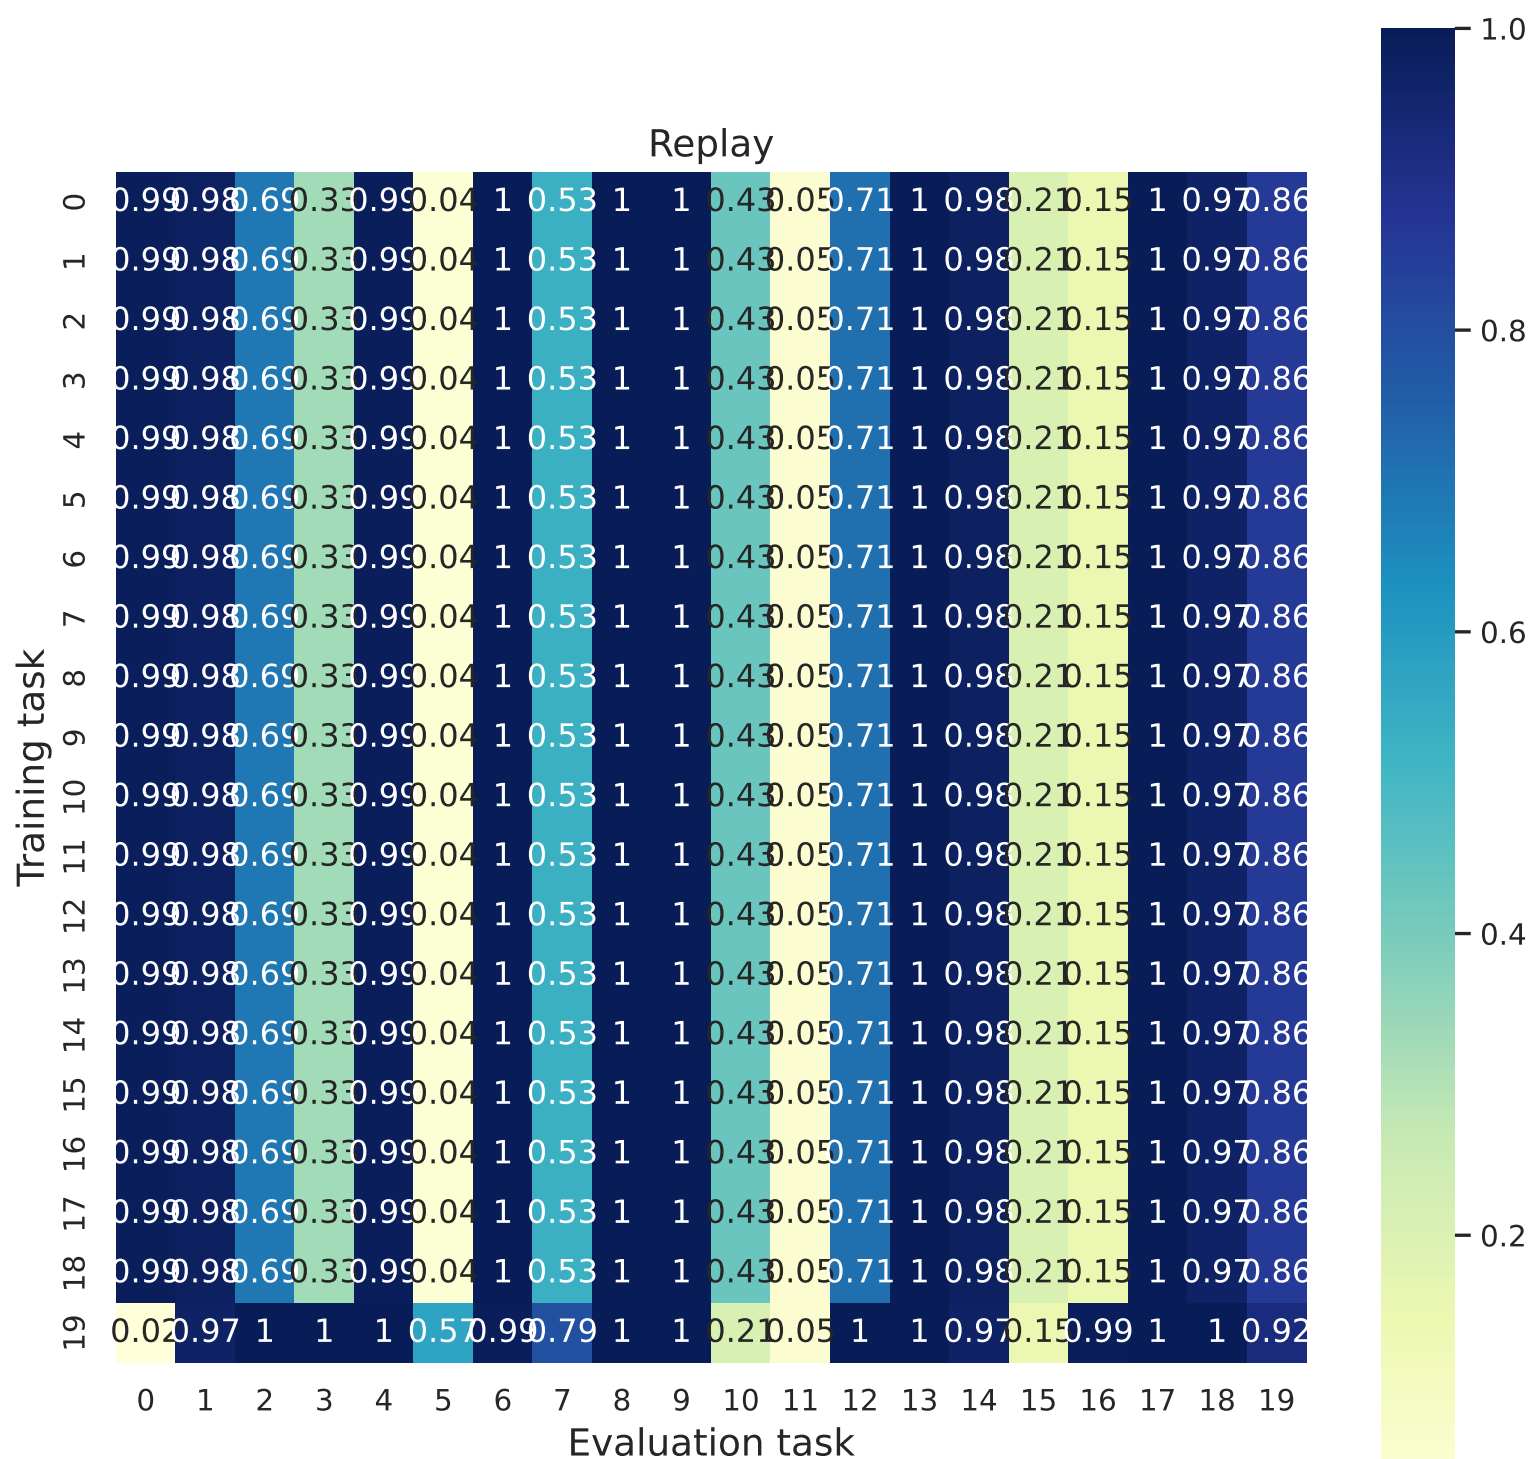 Replay
0 0.99 0.98 0.69 0.33 0.99 0.04 1 0.53 1 1 0.43 0.05 0.71 1 0.98 0.21 0.15 1 0.97 0.86
1 0.99 0.98 0.69 0.33 0.99 0.04 1 0.53 1 1 0.43 0.05 0.71 1 0.98 0.21 0.15 1 0.97 0.86
2 0.99 0.98 0.69 0.33 0.99 0.04 1 0.53 1 1 0.43 0.05 0.71 1 0.98 0.21 0.15 1 0.97 0.86
3 0.99 0.98 0.69 0.33 0.99 0.04 1 0.53 1 1 0.43 0.05 0.71 1 0.98 0.21 0.15 1 0.97 0.86
4 0.99 0.98 0.69 0.33 0.99 0.04 1 0.53 1 1 0.43 0.05 0.71 1 0.98 0.21 0.15 1 0.97 0.86
5 0.99 0.98 0.69 0.33 0.99 0.04 1 0.53 1 1 0.43 0.05 0.71 1 0.98 0.21 0.15 1 0.97 0.86
6 0.99 0.98 0.69 0.33 0.99 0.04 1 0.53 1 1 0.43 0.05 0.71 1 0.98 0.21 0.15 1 0.97 0.86
7 0.99 0.98 0.69 0.33 0.99 0.04 1 0.53 1 1 0.43 0.05 0.71 1 0.98 0.21 0.15 1 0.97 0.86
8 0.99 0.98 0.69 0.33 0.99 0.04 1 0.53 1 1 0.43 0.05 0.71 1 0.98 0.21 0.15 1 0.97 0.86
9 0.99 0.98 0.69 0.33 0.99 0.04 1 0.53 1 1 0.43 0.05 0.71 1 0.98 0.21 0.15 1 0.97 0.86
10 0.99 0.98 0.69 0.33 0.99 0.04 1 0.53 1 1 0.43 0.05 0.71 1 0.98 0.21 0.15 1 0.97 0.86
11 0.99 0.98 0.69 0.33 0.99 0.04 1 0.53 1 1 0.43 0.05 0.71 1 0.98 0.21 0.15 1 0.97 0.86
12 0.99 0.98 0.69 0.33 0.99 0.04 1 0.53 1 1 0.43 0.05 0.71 1 0.98 0.21 0.15 1 0.97 0.86
13 0.99 0.98 0.69 0.33 0.99 0.04 1 0.53 1 1 0.43 0.05 0.71 1 0.98 0.21 0.15 1 0.97 0.86
14 0.99 0.98 0.69 0.33 0.99 0.04 1 0.53 1 1 0.43 0.05 0.71 1 0.98 0.21 0.15 1 0.97 0.86
15 0.99 0.98 0.69 0.33 0.99 0.04 1 0.53 1 1 0.43 0.05 0.71 1 0.98 0.21 0.15 1 0.97 0.86
16 0.99 0.98 0.69 0.33 0.99 0.04 1 0.53 1 1 0.43 0.05 0.71 1 0.98 0.21 0.15 1 0.97 0.86
17 0.99 0.98 0.69 0.33 0.99 0.04 1 0.53 1 1 0.43 0.05 0.71 1 0.98 0.21 0.15 1 0.97 0.86
18 0.99 0.98 0.69 0.33 0.99 0.04 1 0.53 1 1 0.43 0.05 0.71 1 0.98 0.21 0.15 1 0.97 0.86
19 0.02 0.97 1 1 1 0.57 0.99 0.79 1 1 0.21 0.05 1 1 0.97 0.15 0.99 1 1 0.92
0 1 2 3 4 5 6 7 8 9 10 11 12 13 14 15 16 17 18 19
Evaluation task
Training task
1.0
0.8
0.6
0.4
0.2